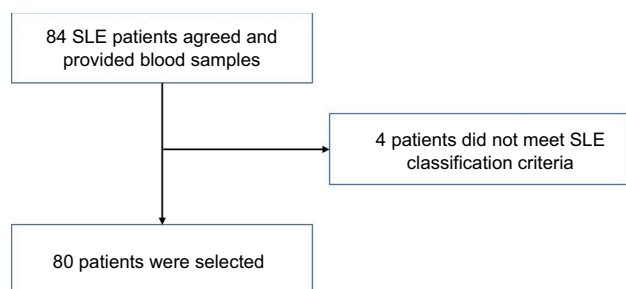 84 SLE patients agreed and
provided blood samples
4 patients did not meet SLE
classification criteria
80 patients were selected